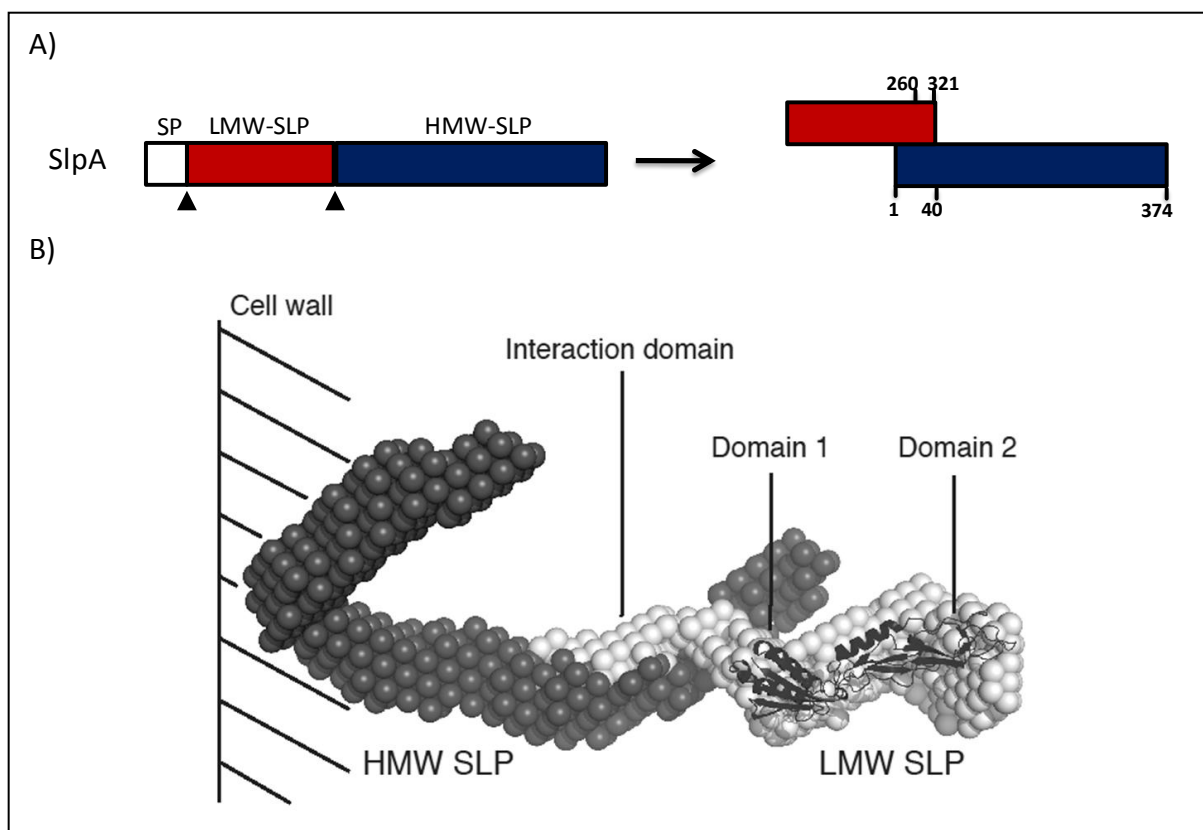 A)
260 321
SP LMW-SLP HMW-SLP
SlpA
1 40 374
B)
Cell wall
Interaction domain
Domain 1 Domain 2
HMW SLP LMW SLP